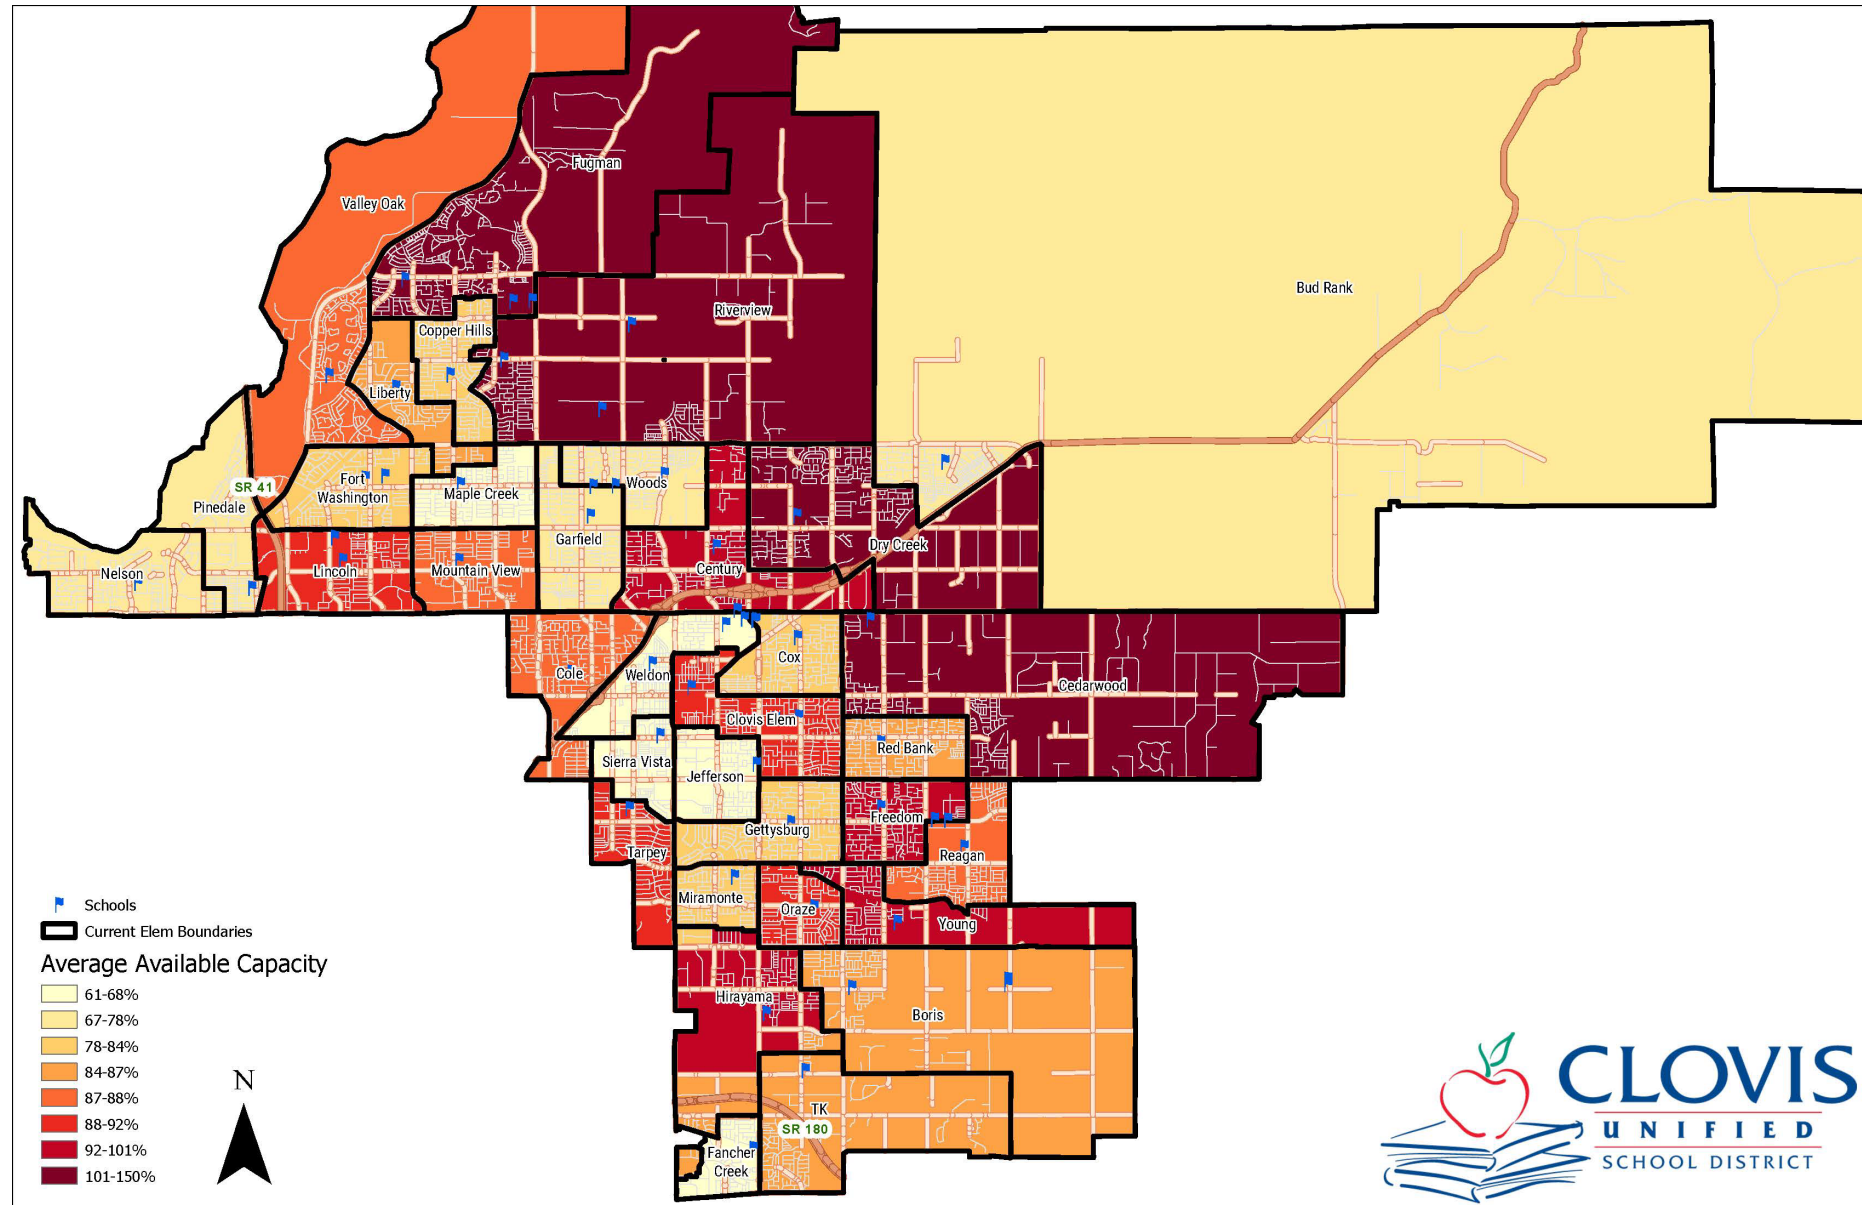 Fugman
Valley Oak
Bud Rank
Riverview
Copper Hills
Liberty
SR 41
Fort
Washington
Maple Creek
Woods
Pinedale
Garfield
Dry Creek
Nelson
Lincoln
Mountain View
Century
Cole
Weldon
Cox
Cedarwood
Clovis Elem
Red Bank
Sierra Vista
Jefferson
Freedom
Gettysburg
Tarpey
Reagan
Miramonte
Oraze
Young
Hirayama
Boris
TK
SR 180
Fancher
Creek
Schools
Current Elem Boundaries
Average Available Capacity
61-68%
67-78%
78-84%
84-87%
87-88%
88-92%
92-101%
101-150%
N
CLOVIS
UNIFIED
SCHOOL DISTRICT